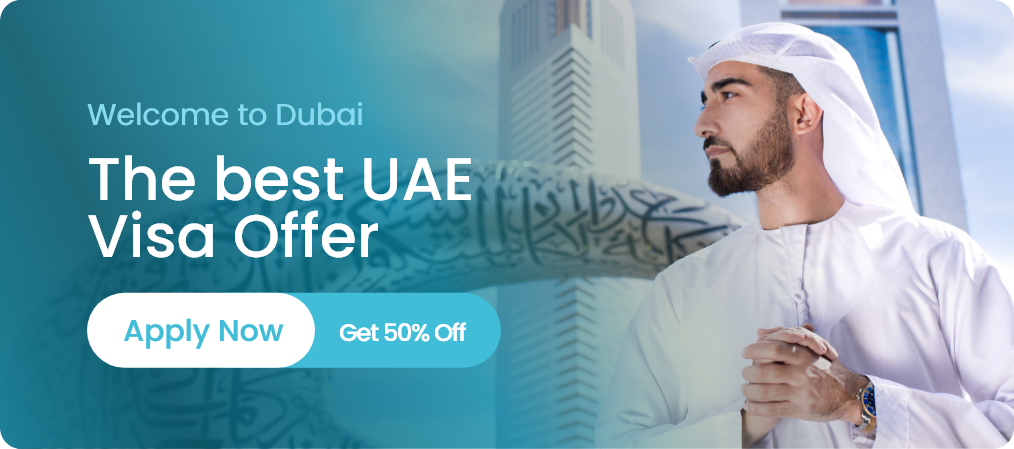 Welcome to Dubai
The best UAE
Visa Offer
Apply Now
Get 50% Off